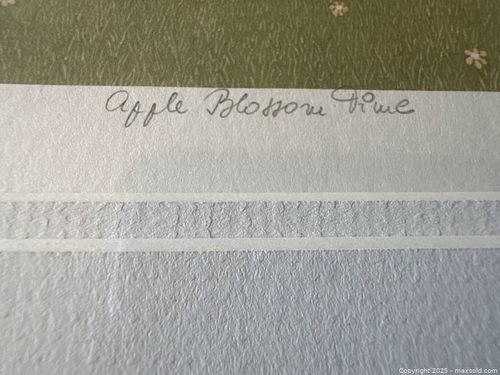 Apple Blossom Time
Copyright 2025 - maxsold.com